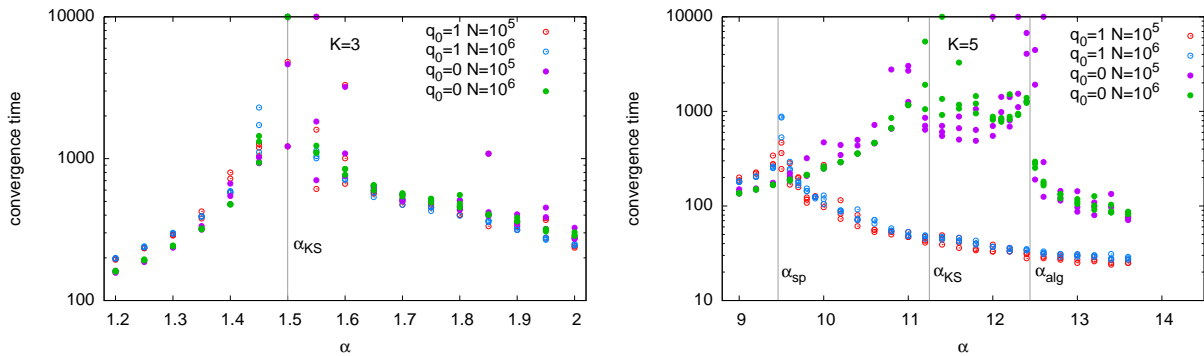 10000
1000
100
convergence time
1.2 1.3 1.4 1.5 1.6 1.7 1.8 1.9 2
α
K=3
αKS
q0=1 N=10^5
q0=1 N=10^6
q0=0 N=10^5
q0=0 N=10^6
10000
1000
100
10
convergence time
9 10 11 12 13 14
α
K=5
αsp
αKS
αalg
q0=1 N=10^5
q0=1 N=10^6
q0=0 N=10^5
q0=0 N=10^6